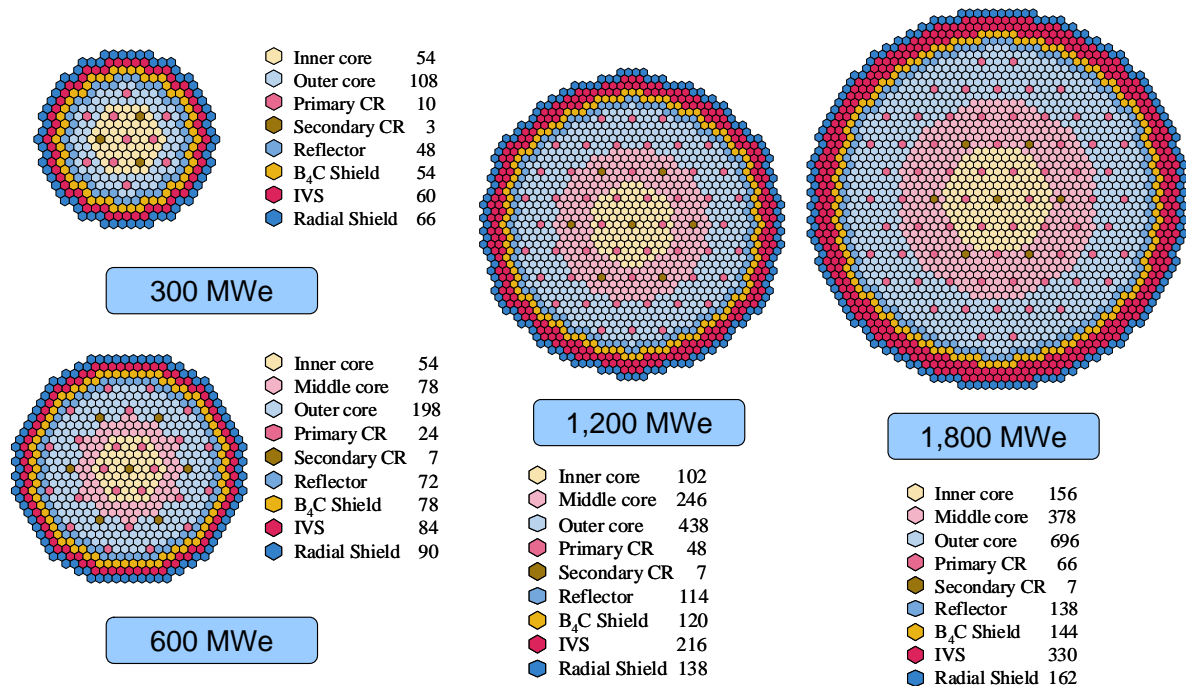 Inner core 54
Outer core 108
Primary CR 10
Secondary CR 3
Reflector 48
B₄C Shield 54
IVS 60
Radial Shield 66
300 MWe
Inner core 54
Middle core 78
Outer core 198
Primary CR 24
Secondary CR 7
Reflector 72
B₄C Shield 78
IVS 84
Radial Shield 90
600 MWe
1,200 MWe
Inner core 102
Middle core 246
Outer core 438
Primary CR 48
Secondary CR 7
Reflector 114
B₄C Shield 120
IVS 216
Radial Shield 138
1,800 MWe
Inner core 156
Middle core 378
Outer core 696
Primary CR 66
Secondary CR 7
Reflector 138
B₄C Shield 144
IVS 330
Radial Shield 162